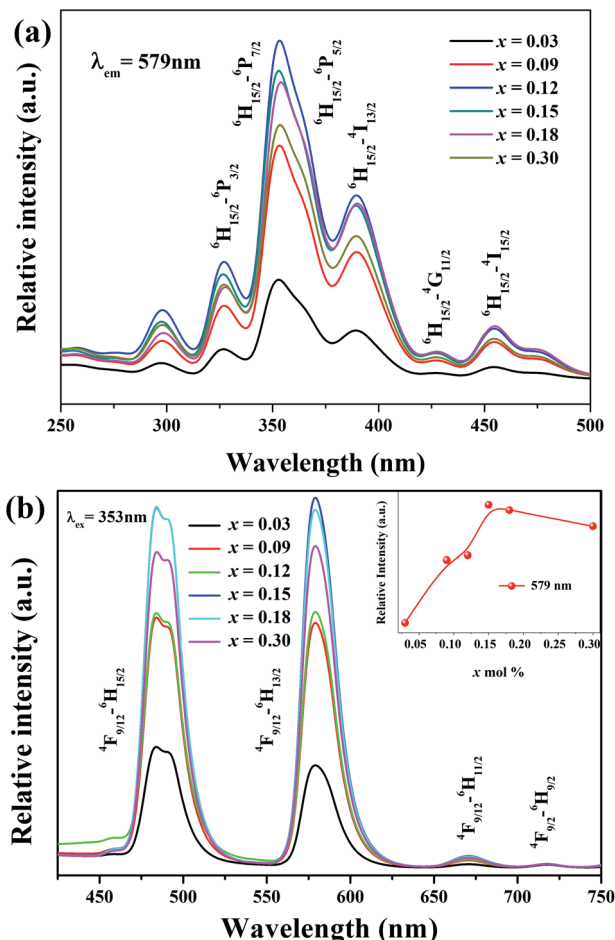 (a)
λem = 579nm
6H15/2-6P3/2
6H15/2-6P7/2
6H15/2-6P5/2
6H15/2-4I13/2
6H15/2-4G11/2
6H15/2-4I15/2
x = 0.03
x = 0.09
x = 0.12
x = 0.15
x = 0.18
x = 0.30
Relative intensity (a.u.)
250 300 350 400 450 500
Wavelength (nm)
(b)
λex = 353nm
4F9/12-6H15/2
x = 0.03
x = 0.09
x = 0.12
x = 0.15
x = 0.18
x = 0.30
4F9/12-6H13/2
4F9/12-6H11/2
4F9/2-6H9/2
Relative Intensity (a.u.)
579 nm
0.05 0.10 0.15 0.20 0.25 0.30
x mol %
Relative intensity (a.u.)
450 500 550 600 650 700 750
Wavelength (nm)